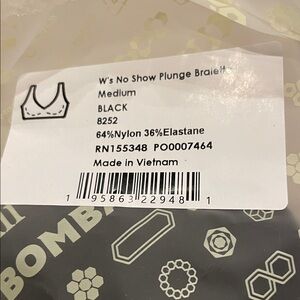 W's No Show Plunge Bralett
Medium
BLACK
8252
64%Nylon 36%Elastane
RN155348 PO0007464
Made in Vietnam
1 95863 22948 1
BOMBA